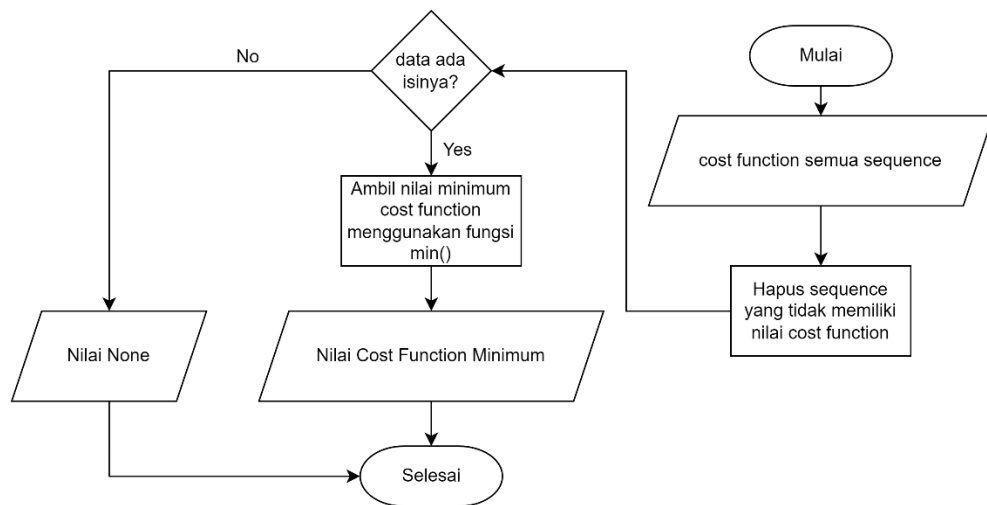 Mulai
cost function semua sequence
Hapus sequence
yang tidak memiliki
nilai cost function
data ada
isinya?
No
Yes
Ambil nilai minimum
cost function
menggunakan fungsi
min()
Nilai None
Nilai Cost Function Minimum
Selesai